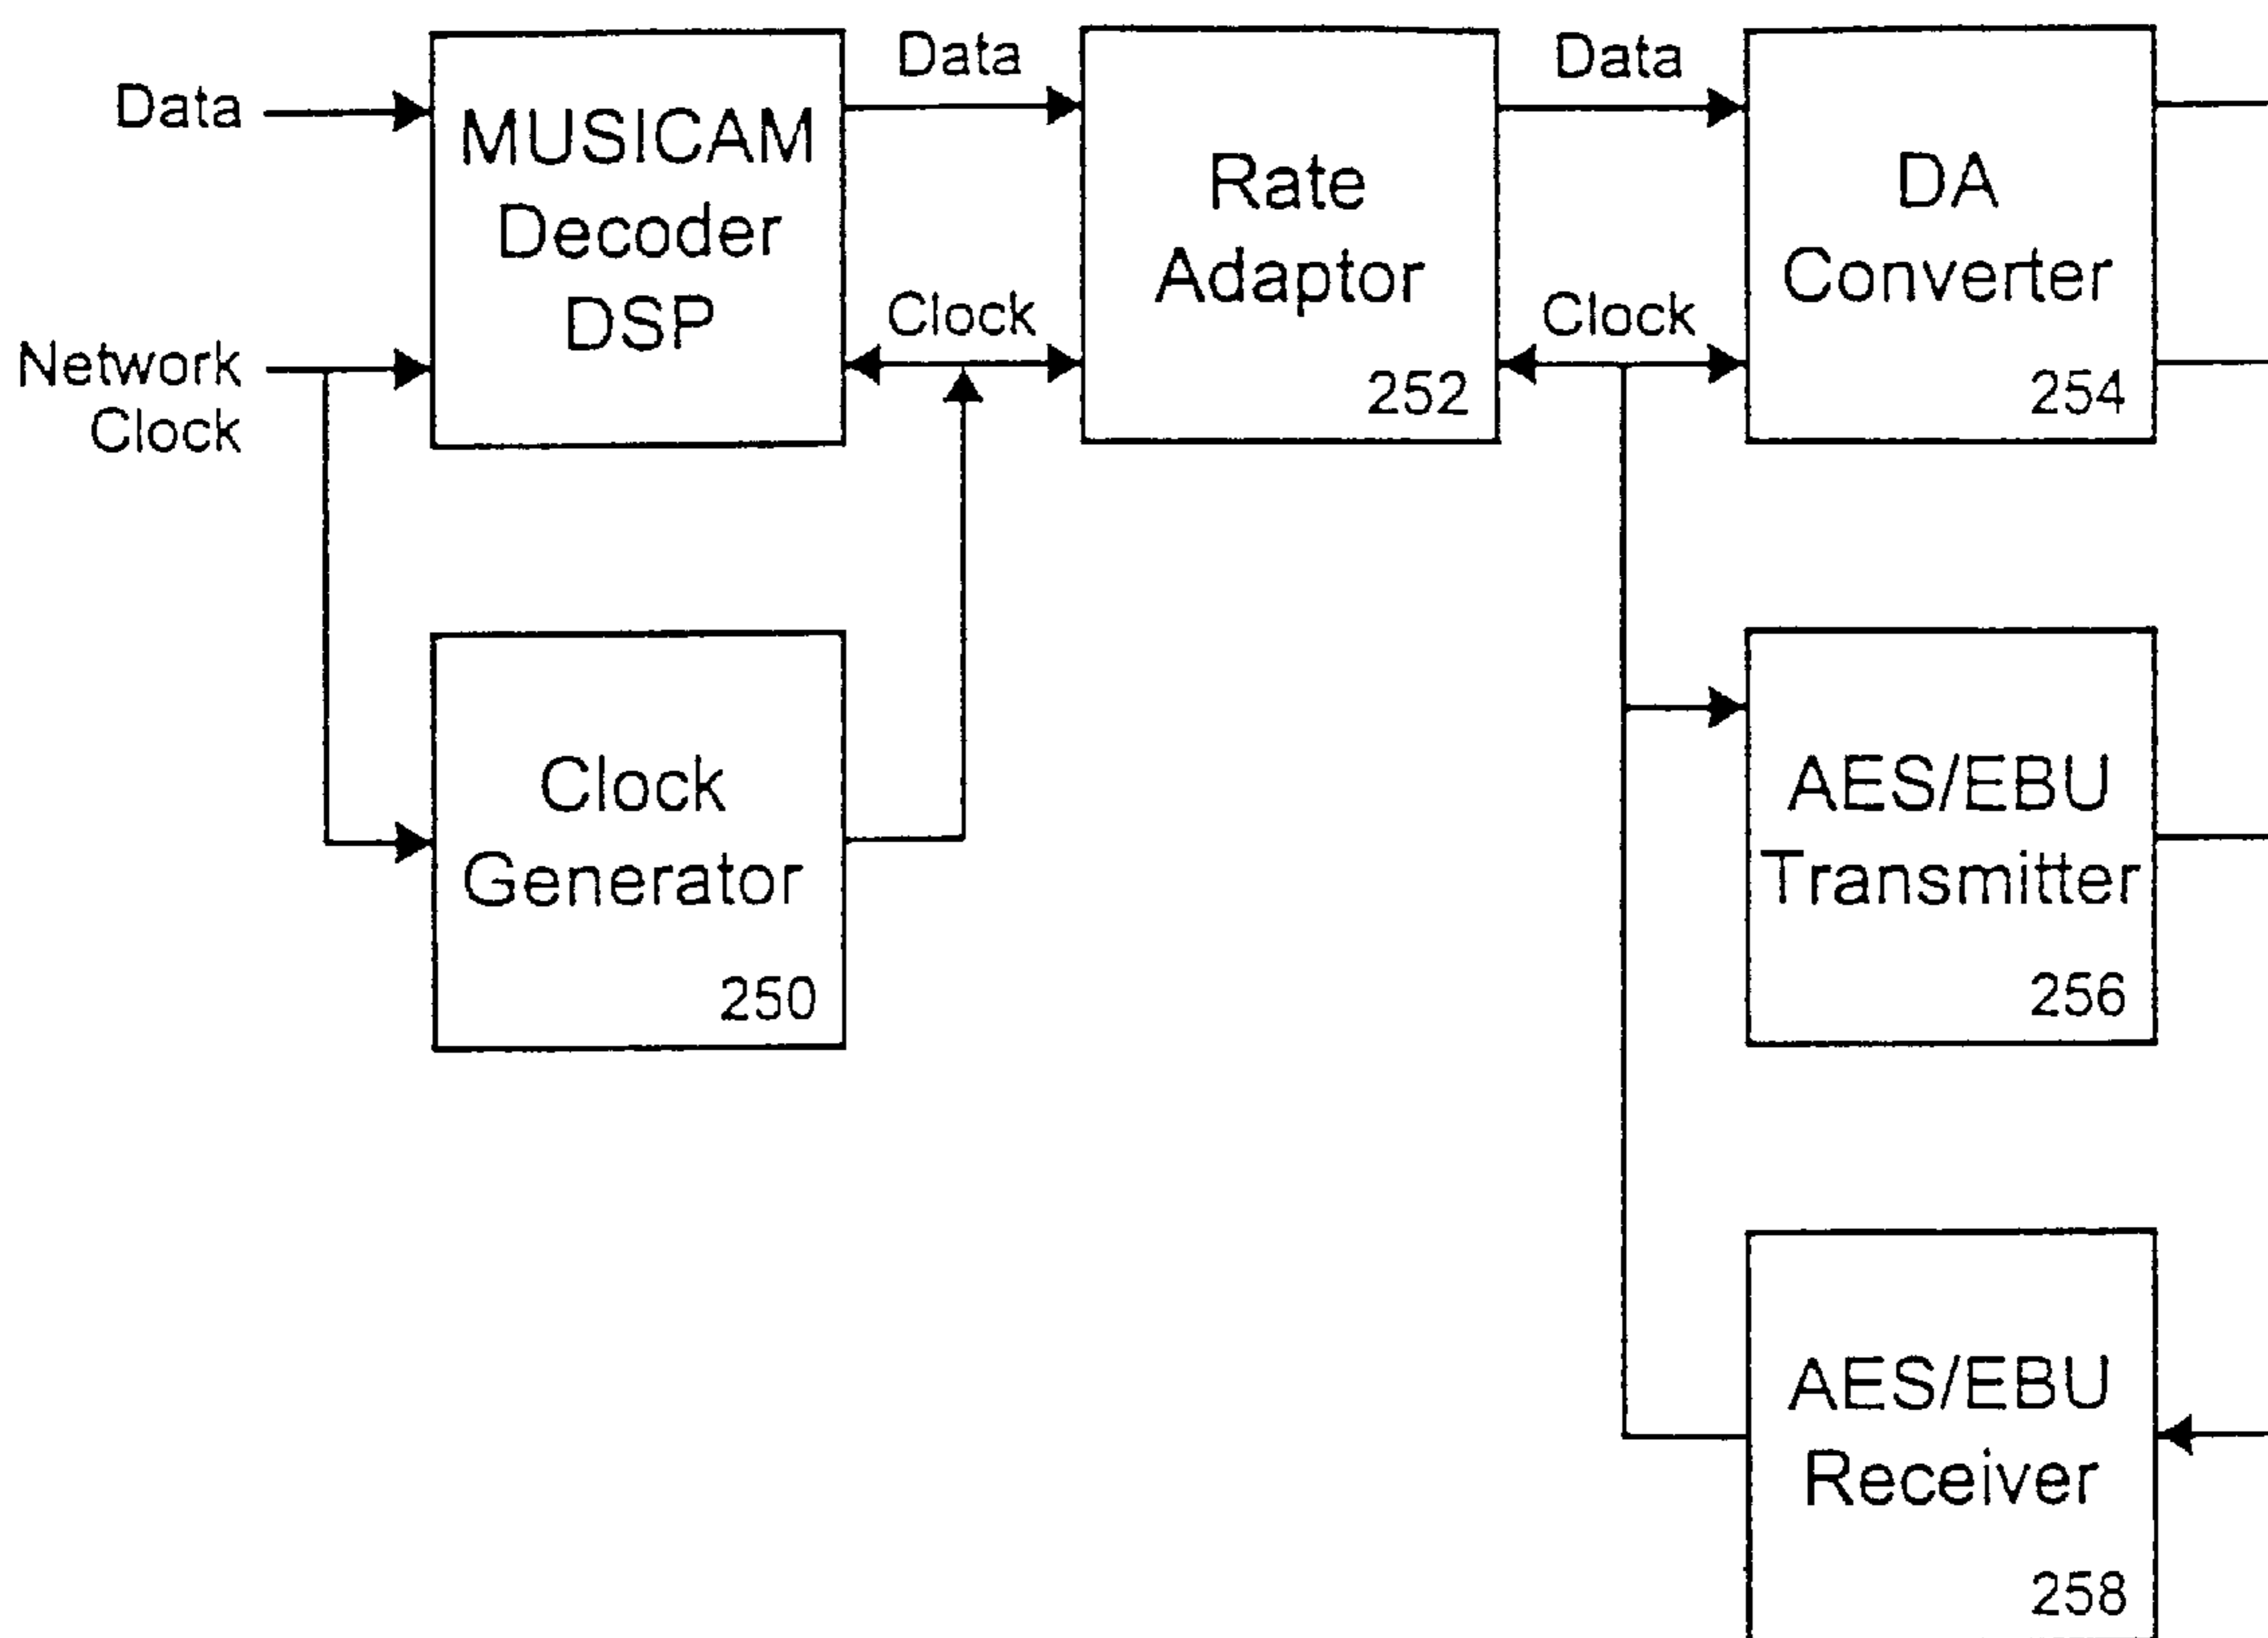 Data
MUSICAM
Decoder
DSP
Data
Rate
Adaptor
252
Data
DA
Converter
254
Network
Clock
Clock
Clock
Clock
Generator
250
AES/EBU
Transmitter
256
AES/EBU
Receiver
258